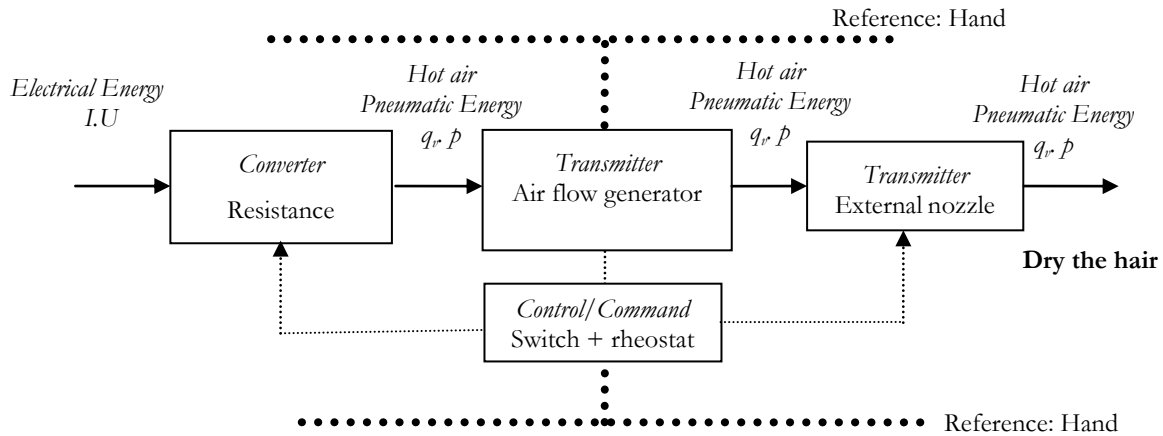 Reference: Hand
Electrical Energy
I.U
Hot air
Pneumatic Energy
qᵥ. p
Hot air
Pneumatic Energy
qᵥ. p
Hot air
Pneumatic Energy
qᵥ. p
Converter
Resistance
Transmitter
Air flow generator
Transmitter
External nozzle
Dry the hair
Control/Command
Switch + rheostat
Reference: Hand